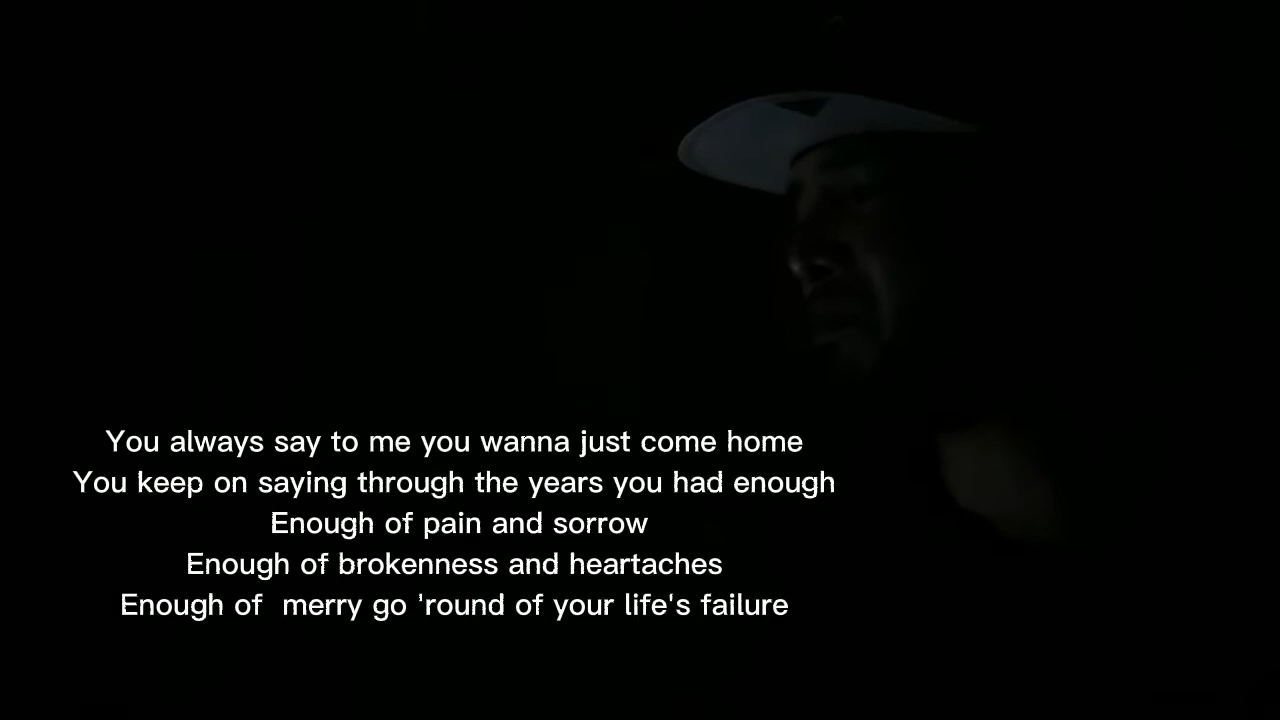 You always say to me you wanna just come home
You keep on saying through the years you had enough
Enough of pain and sorrow
Enough of brokenness and heartaches
Enough of  merry go 'round of your life's failure